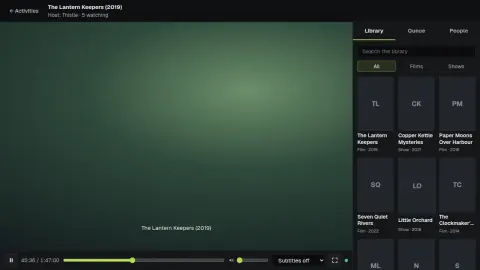 ← Activities
The Lantern Keepers (2019)
Host: Thistle · 5 watching
Library
Queue
People
Search the library
All
Films
Shows
TL
CK
PM
The Lantern Keepers
Film · 2019
Copper Kettle Mysteries
Show · 2021
Paper Moons Over Harbour
Film · 2016
SQ
LO
TC
Seven Quiet Rivers
Film · 2022
Little Orchard
Show · 2018
The Clockmaker'...
Film · 2014
ML
N
S
The Lantern Keepers (2019)
45:36 / 1:47:00
Subtitles off